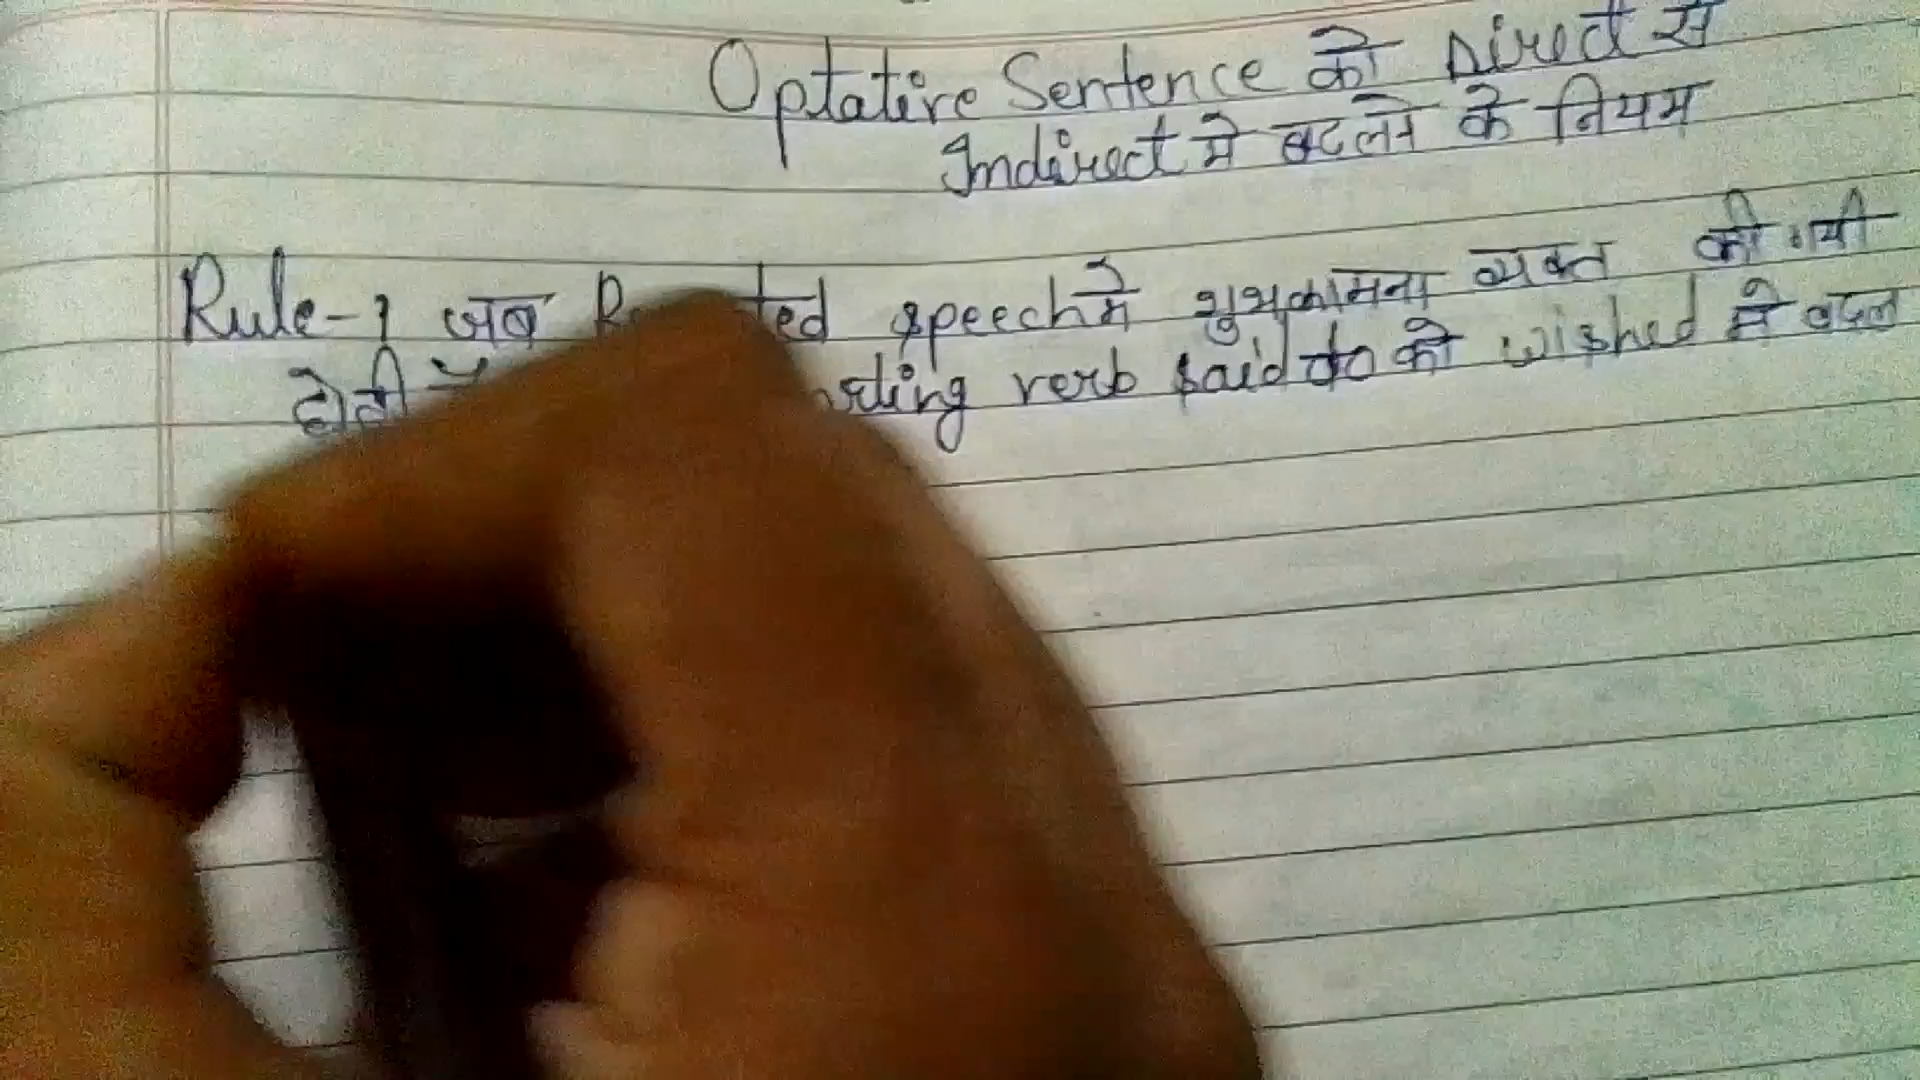 Optative Sentence को Direct से
Indirect मे बदलने के नियम
Rule-1 जब speech मे शुभकामना व्यक्त की गयी
होती verb said to को wished मे बदल